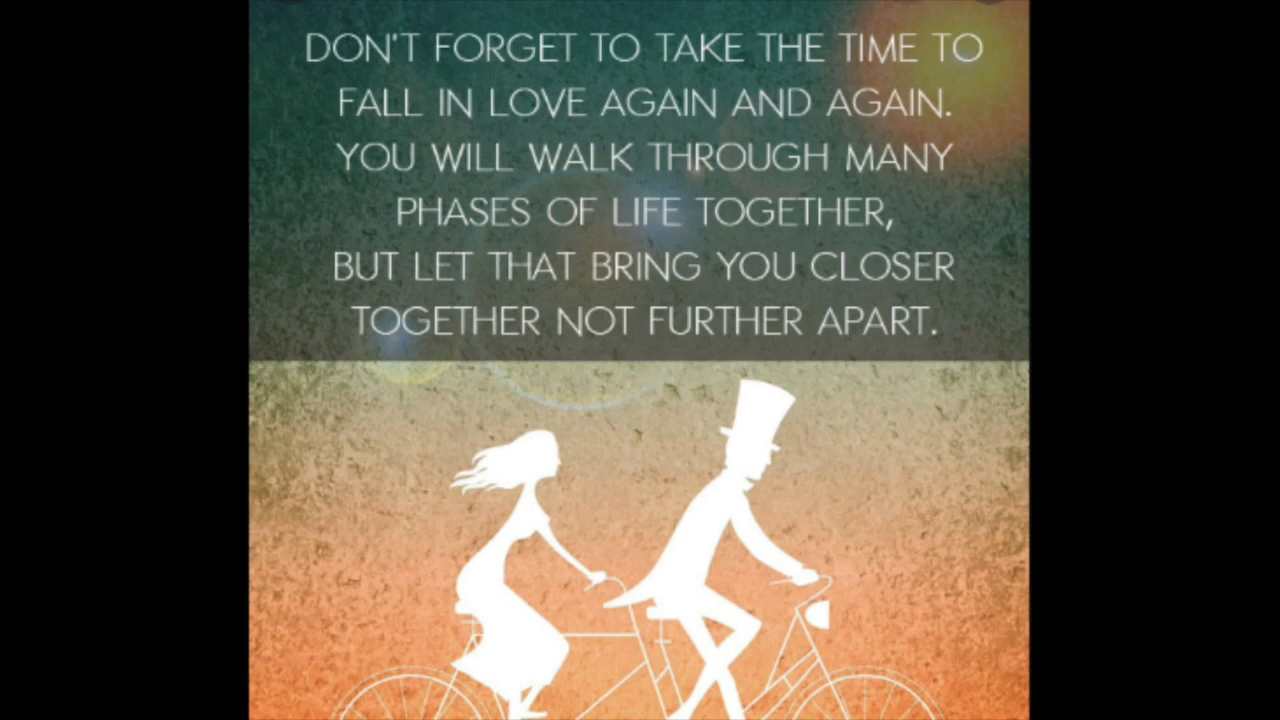 DON'T FORGET TO TAKE THE TIME TO
FALL IN LOVE AGAIN AND AGAIN.
YOU WILL WALK THROUGH MANY
PHASES OF LIFE TOGETHER,
BUT LET THAT BRING YOU CLOSER
TOGETHER NOT FURTHER APART.